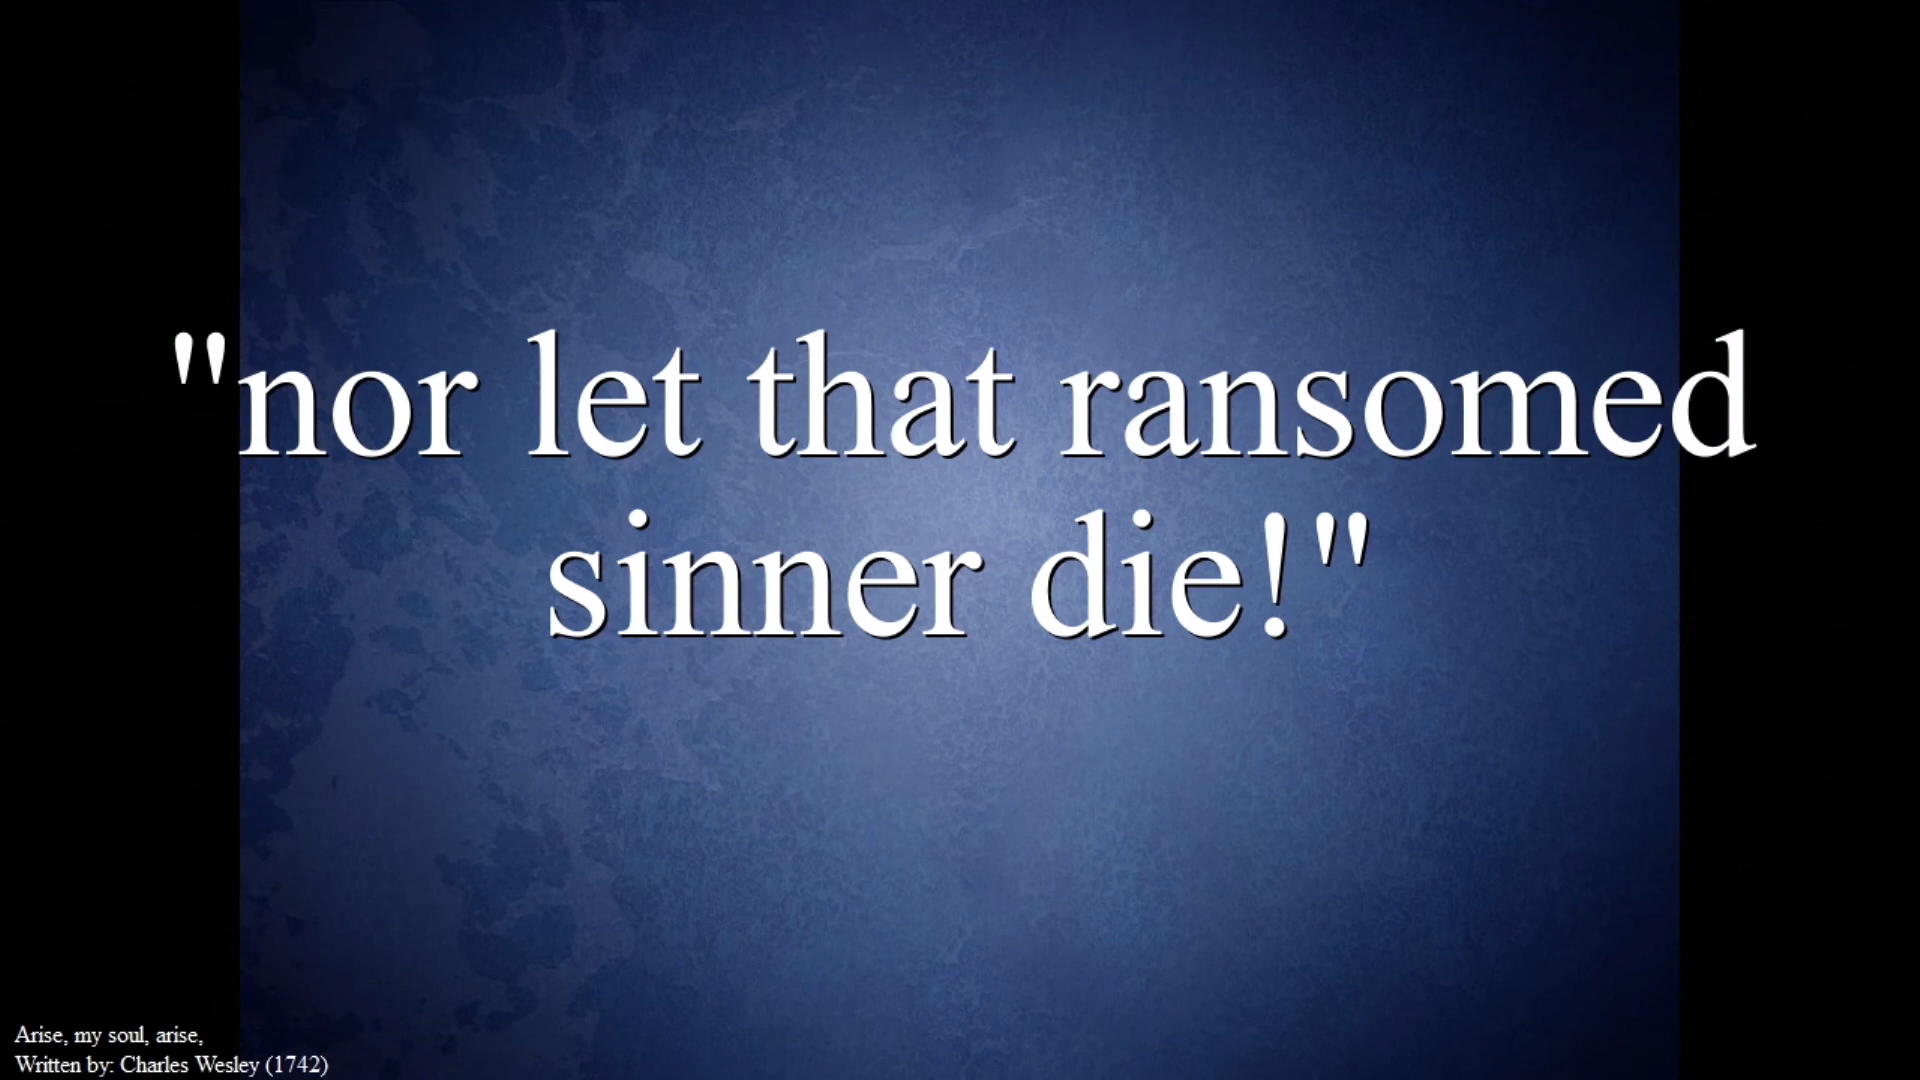 "nor let that ransomed
sinner die!"
Arise, my soul, arise,
Written by: Charles Wesley (1742)